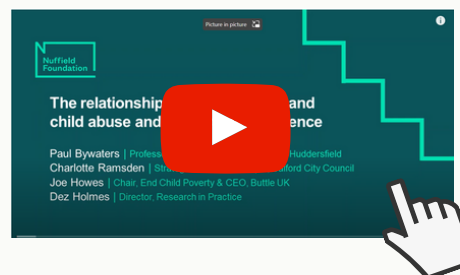 Picture in picture
Nuffield
Foundation
The relationship and
child abuse and ence
Paul Bywaters | Profess Huddersfield
Charlotte Ramsden | Stra ford City Council
Joe Howes | Chair, End Child Poverty & CEO, Buttle UK
Dez Holmes | Director, Research in Practice